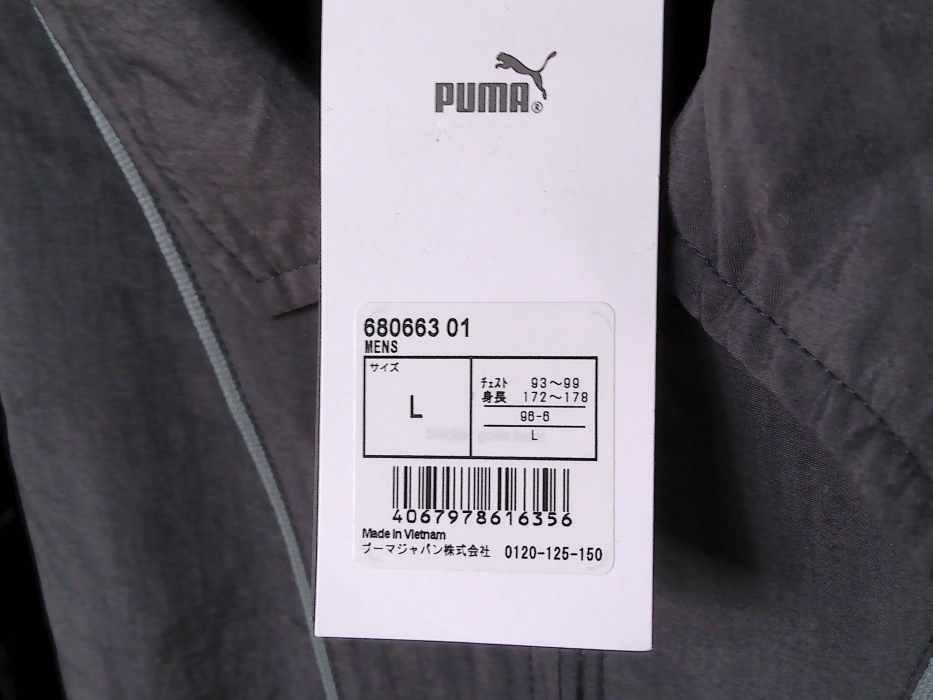 PUMA®
680663 01
MENS
サイズ
L
チェスト 93～99
身長 172～178
96-6
L
4067978616356
Made in Vietnam
プーマジャパン株式会社 0120-125-150